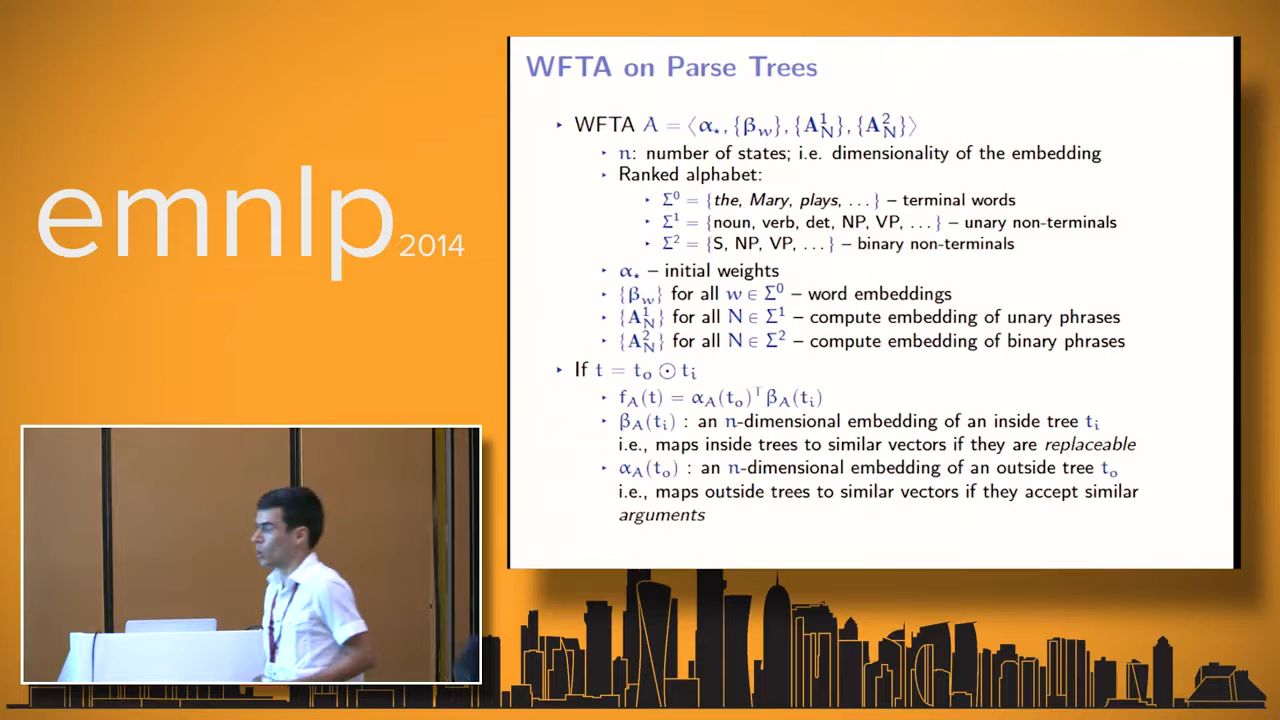 emnlp 2014
WFTA on Parse Trees
‣ WFTA A = ⟨α⋆, {β_w}, {A¹_N}, {A²_N}⟩
‣ n: number of states; i.e. dimensionality of the embedding
‣ Ranked alphabet:
‣ Σ⁰ = {the, Mary, plays, . . . } – terminal words
‣ Σ¹ = {noun, verb, det, NP, VP, . . . } – unary non-terminals
‣ Σ² = {S, NP, VP, . . . } – binary non-terminals
‣ α⋆ – initial weights
‣ {β_w} for all w ∈ Σ⁰ – word embeddings
‣ {A¹_N} for all N ∈ Σ¹ – compute embedding of unary phrases
‣ {A²_N} for all N ∈ Σ² – compute embedding of binary phrases
‣ If t = t_o ⊙ t_i
‣ f_A(t) = α_A(t_o)^⊤ β_A(t_i)
‣ β_A(t_i) : an n-dimensional embedding of an inside tree t_i
i.e., maps inside trees to similar vectors if they are replaceable
‣ α_A(t_o) : an n-dimensional embedding of an outside tree t_o
i.e., maps outside trees to similar vectors if they accept similar
arguments